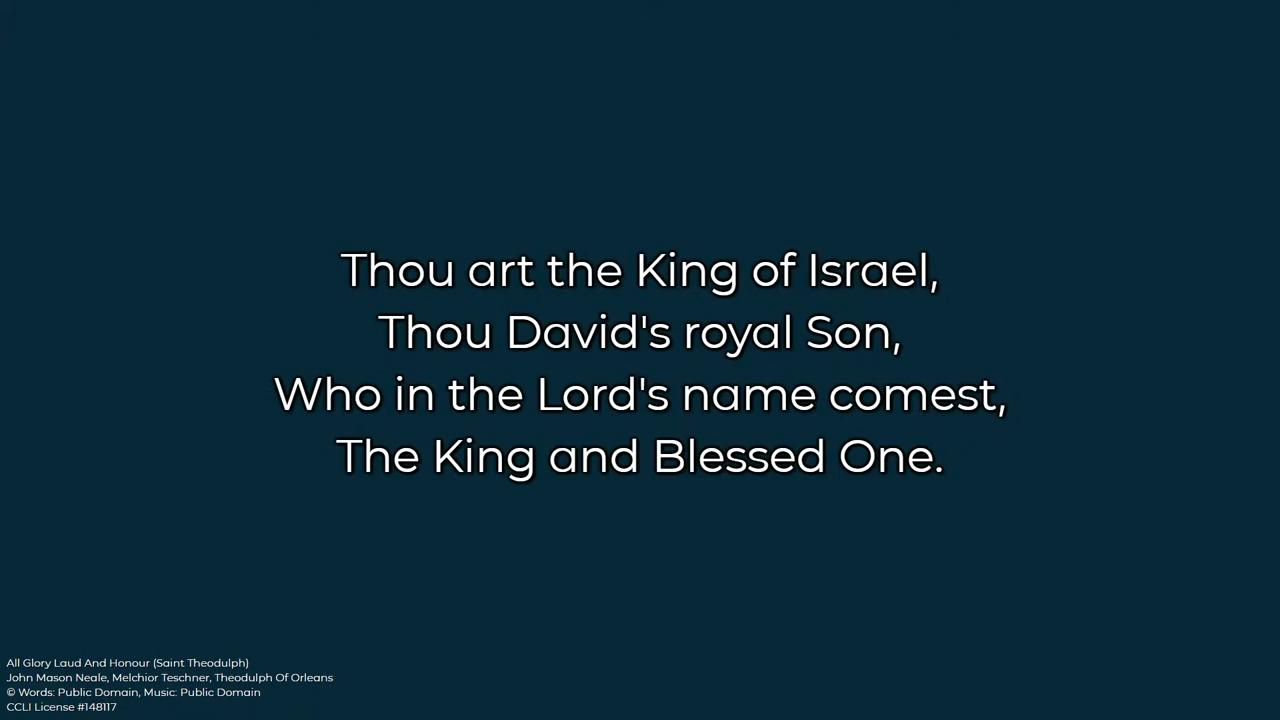 Thou art the King of Israel,
Thou David's royal Son,
Who in the Lord's name comest,
The King and Blessed One.
All Glory Laud And Honour (Saint Theodulph)
John Mason Neale, Melchior Teschner, Theodulph Of Orleans
© Words: Public Domain, Music: Public Domain
CCLI License #148117